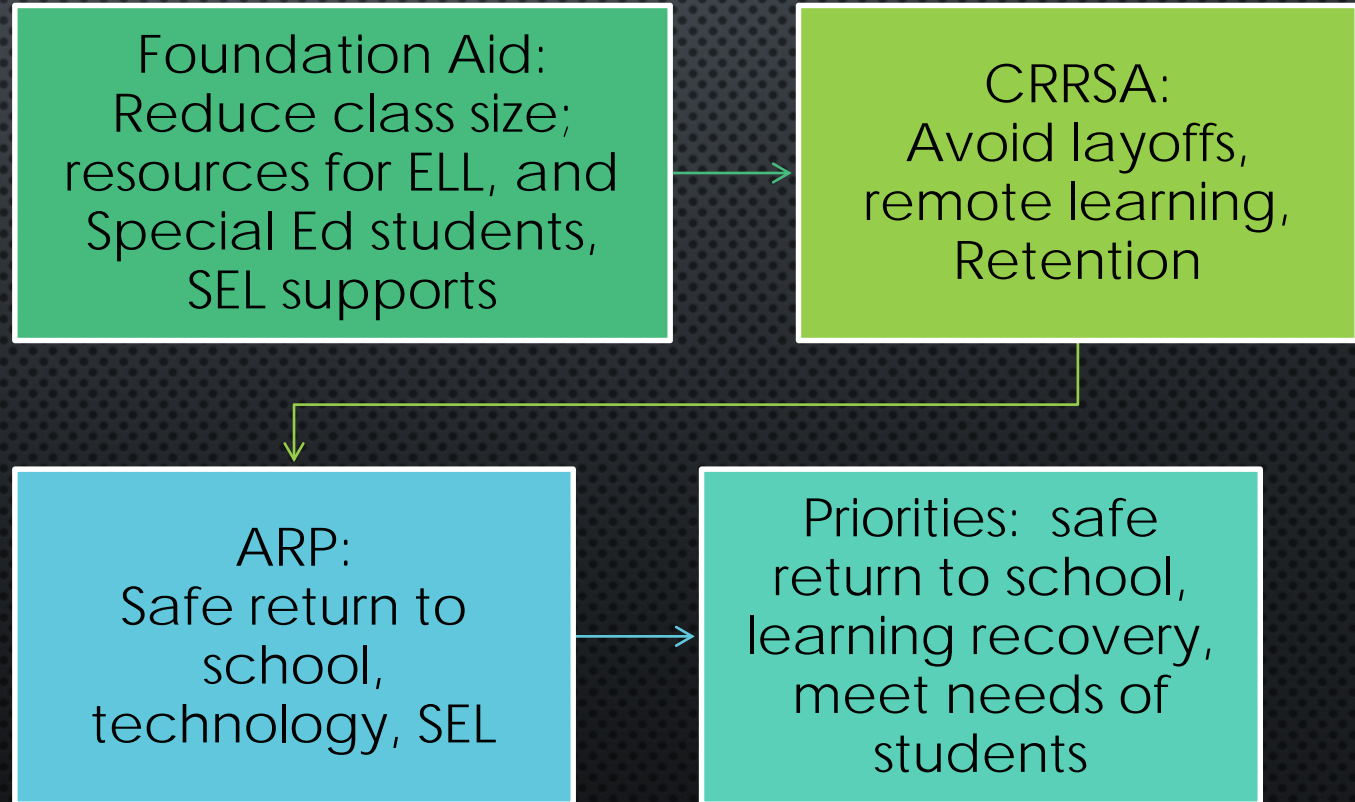 Foundation Aid:
Reduce class size;
resources for ELL, and
Special Ed students,
SEL supports
CRRSA:
Avoid layoffs,
remote learning,
Retention
ARP:
Safe return to
school,
technology, SEL
Priorities:  safe
return to school,
learning recovery,
meet needs of
students